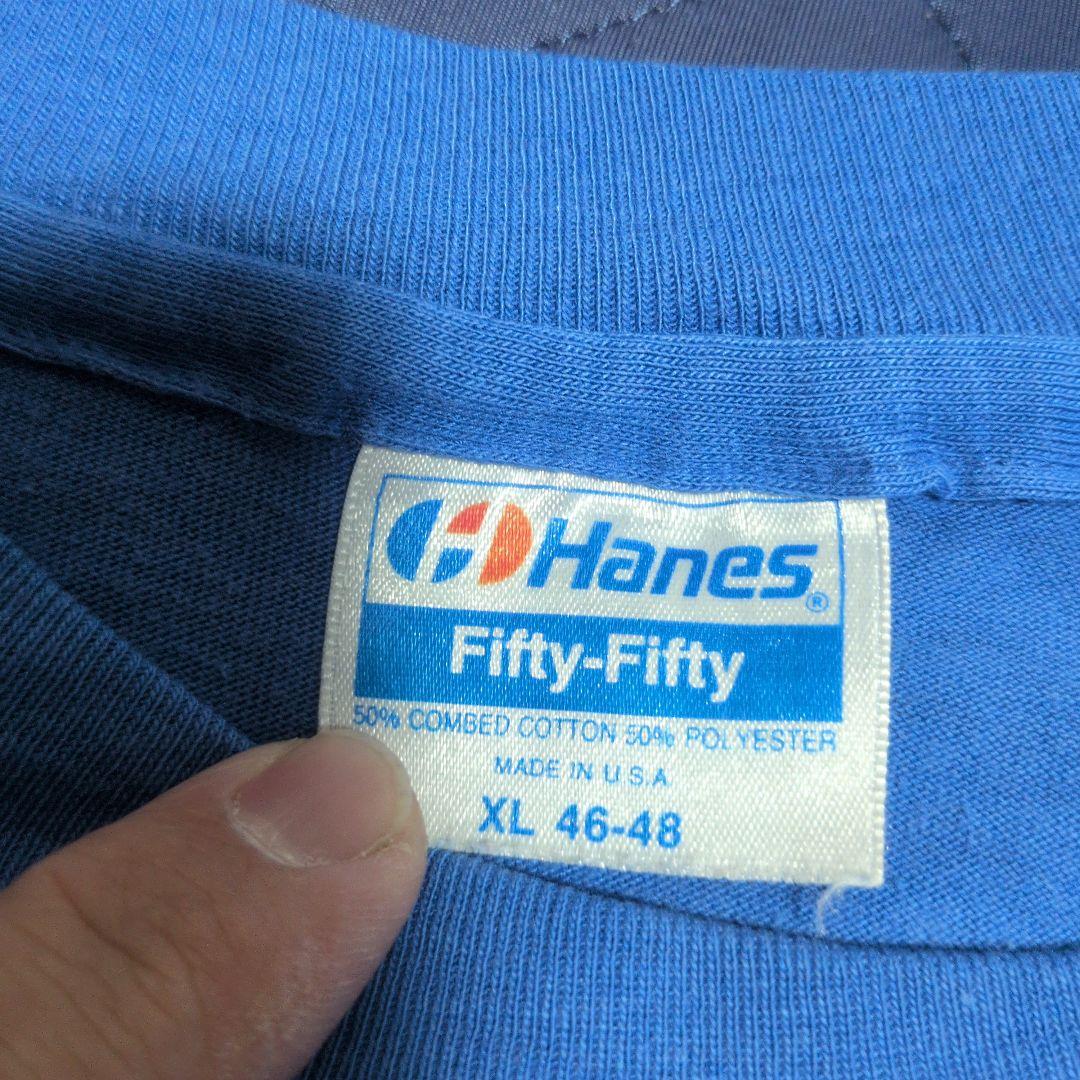 Hanes®
Fifty-Fifty
50% COMBED COTTON 50% POLYESTER
MADE IN U.S.A
XL 46-48